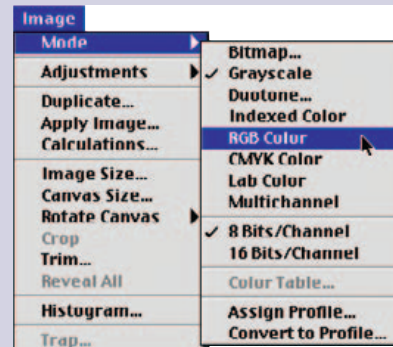 Image
Mode
Adjustments
Duplicate...
Apply Image...
Calculations...
Image Size...
Canvas Size...
Rotate Canvas
Crop
Trim...
Reveal All
Histogram...
Trap...
Bitmap...
Grayscale
Duotone...
Indexed Color
RGB Color
CMYK Color
Lab Color
Multichannel
8 Bits/Channel
16 Bits/Channel
Color Table...
Assign Profile...
Convert to Profile...